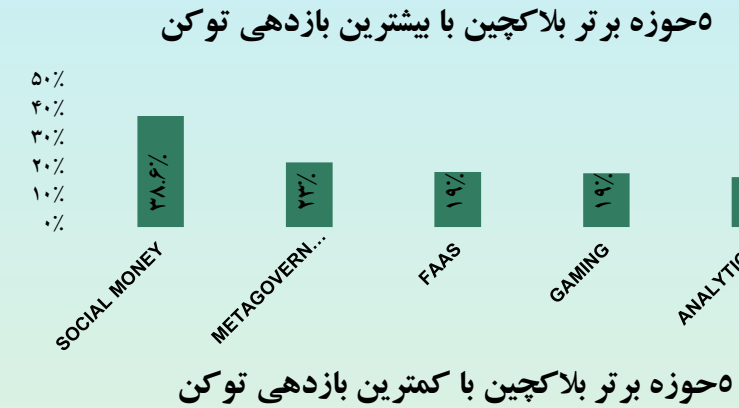 ۵حوزه برتر بلاکچین با بیشترین بازدهی توکن
۵۰٪
۴۰٪
۳۰٪
۲۰٪
۱۰٪
۰٪
۳۸.۶٪
۲۳٪
۱۹٪
۱۹٪
SOCIAL MONEY
METAGOVERN...
FAAS
GAMING
۵حوزه برتر بلاکچین با کمترین بازدهی توکن